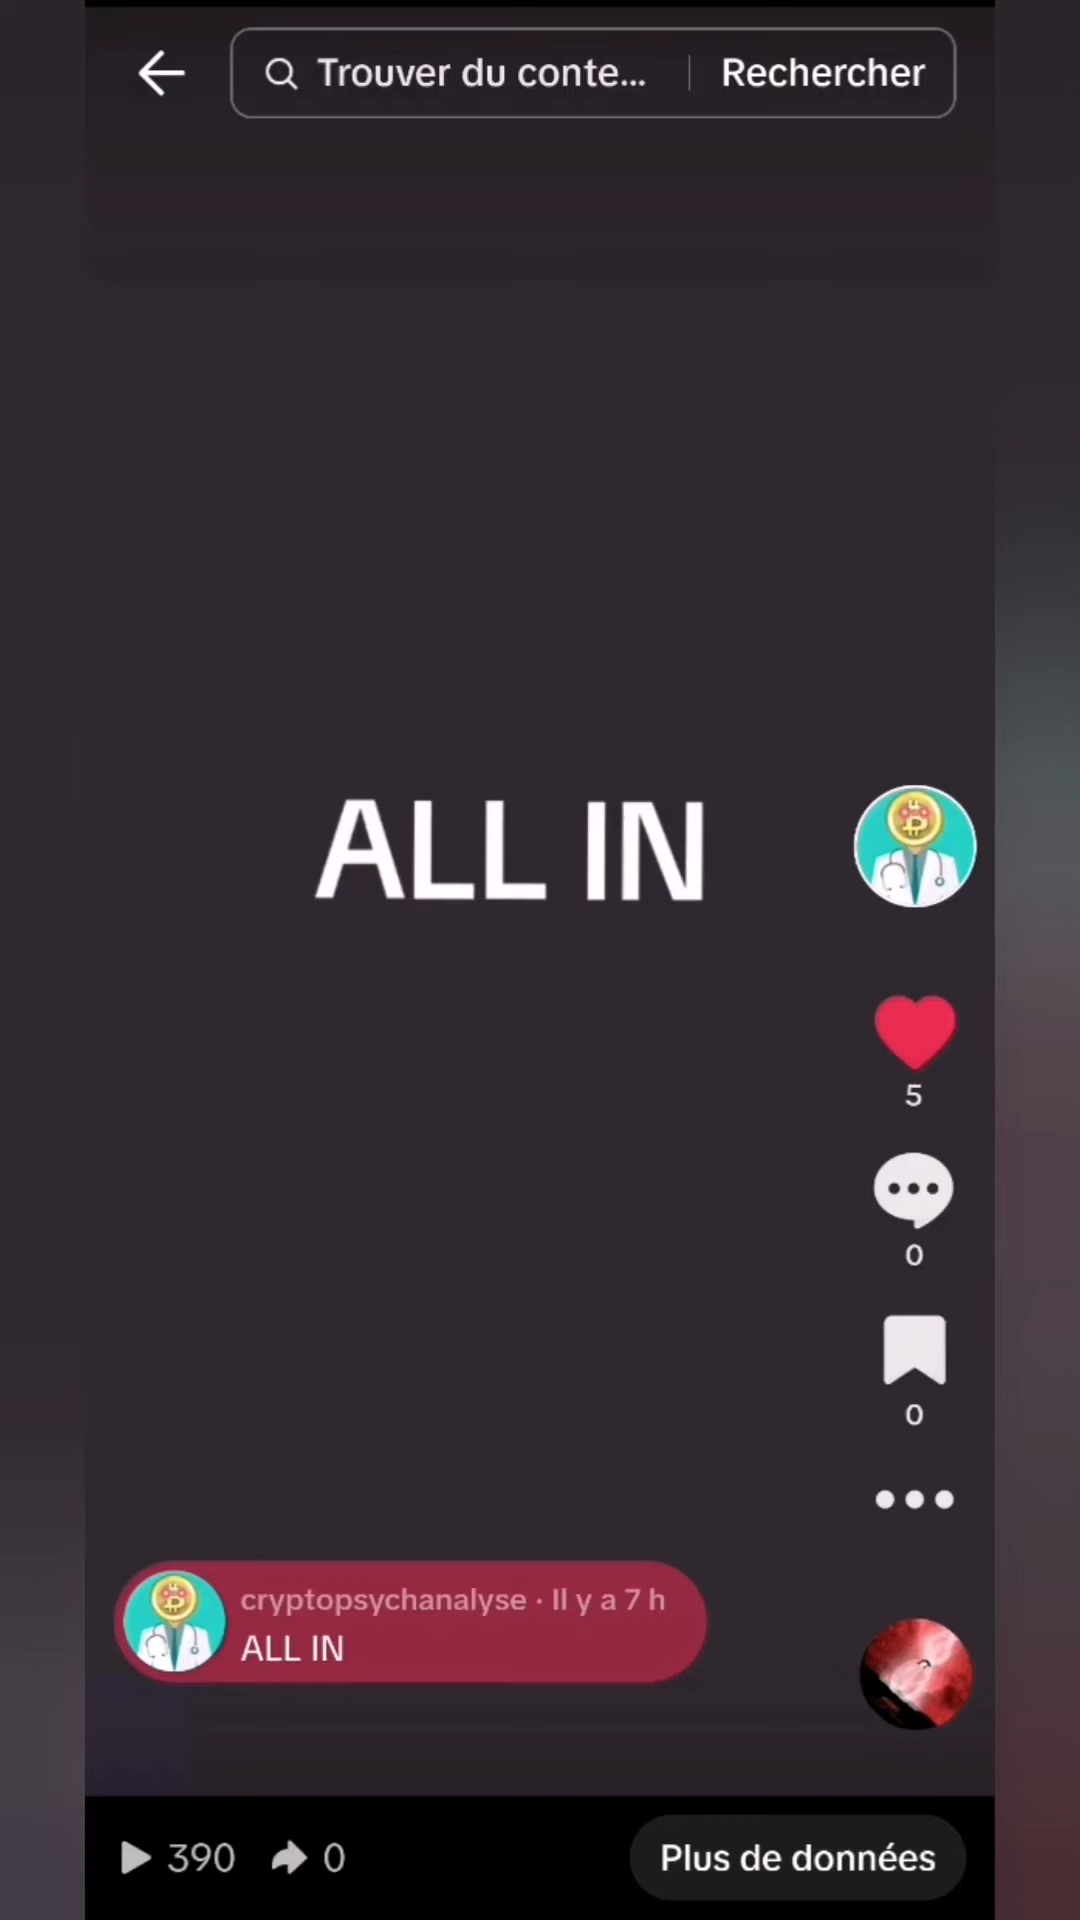 Trouver du conte...
Rechercher
ALL IN
5
0
0
cryptopsychanalyse · Il y a 7 h
ALL IN
390
0
Plus de données